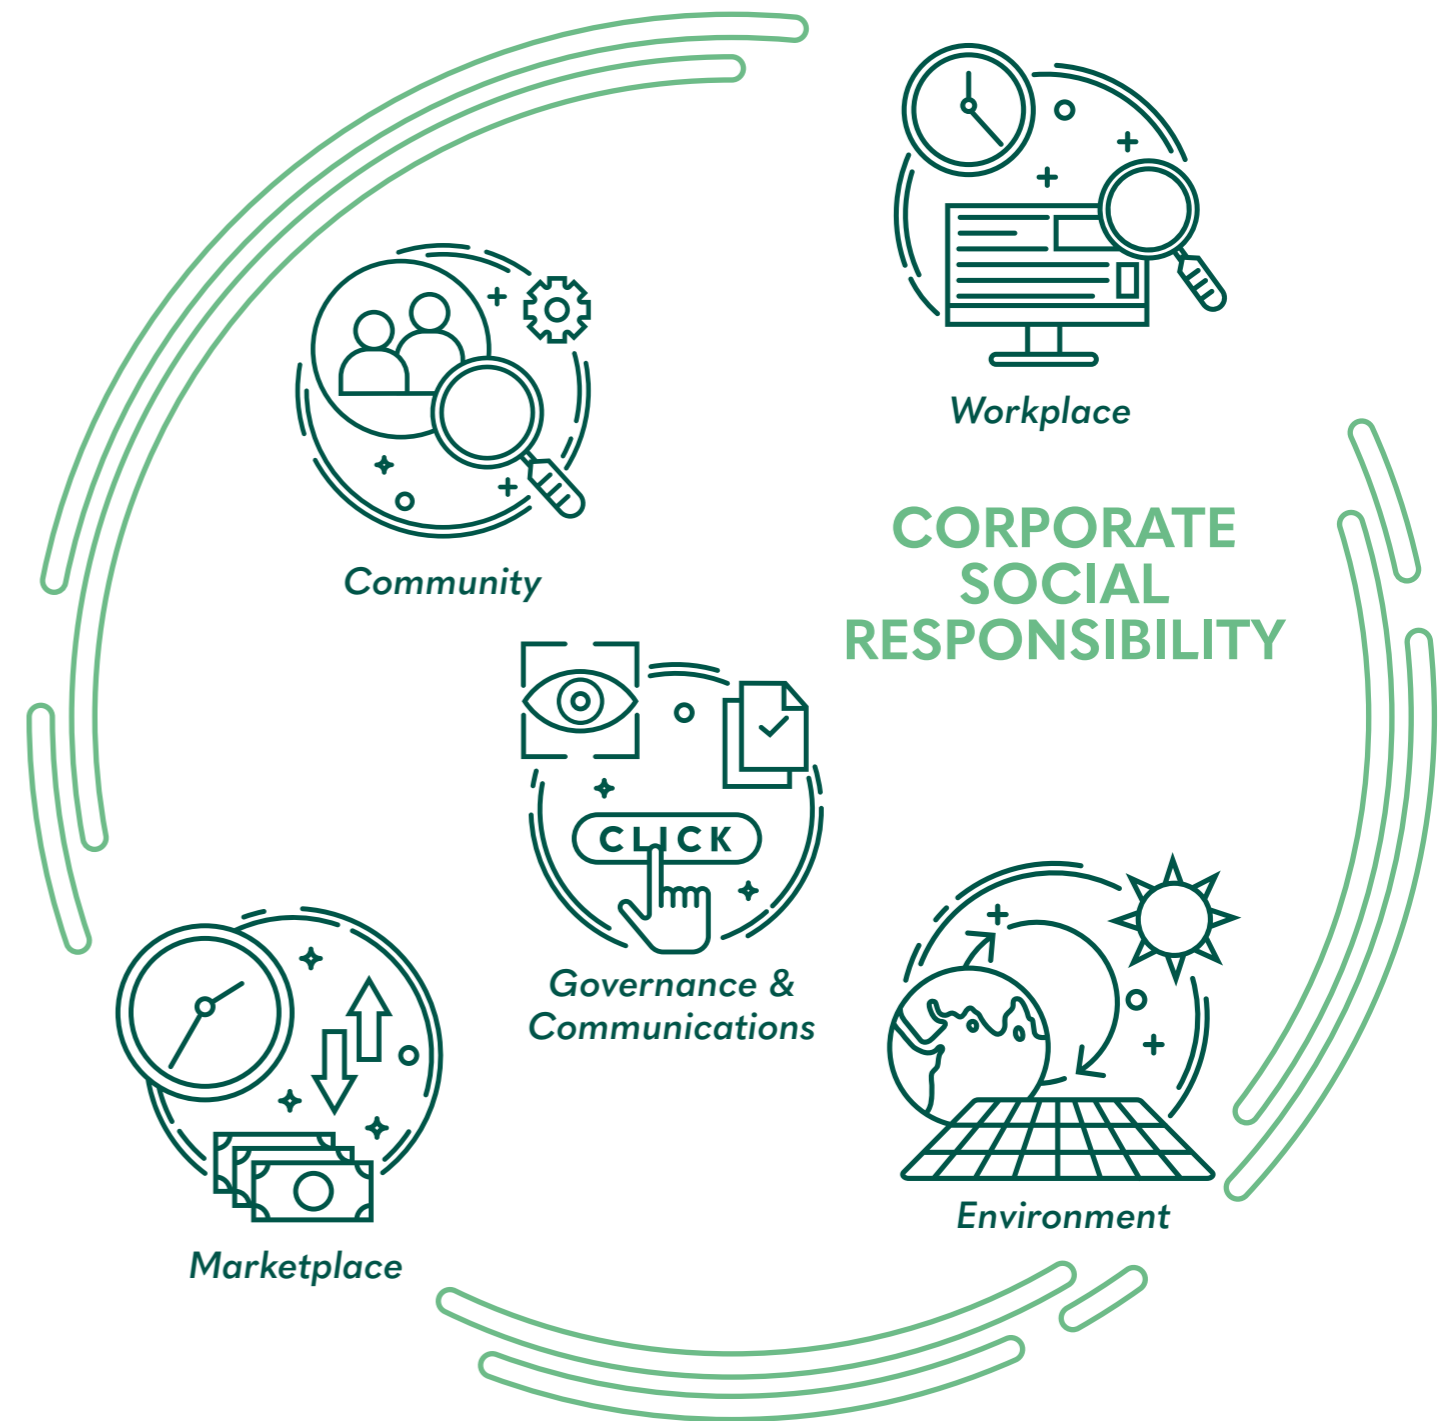 Workplace
Community
CORPORATE
SOCIAL
RESPONSIBILITY
CLICK
Governance &
Communications
Environment
Marketplace